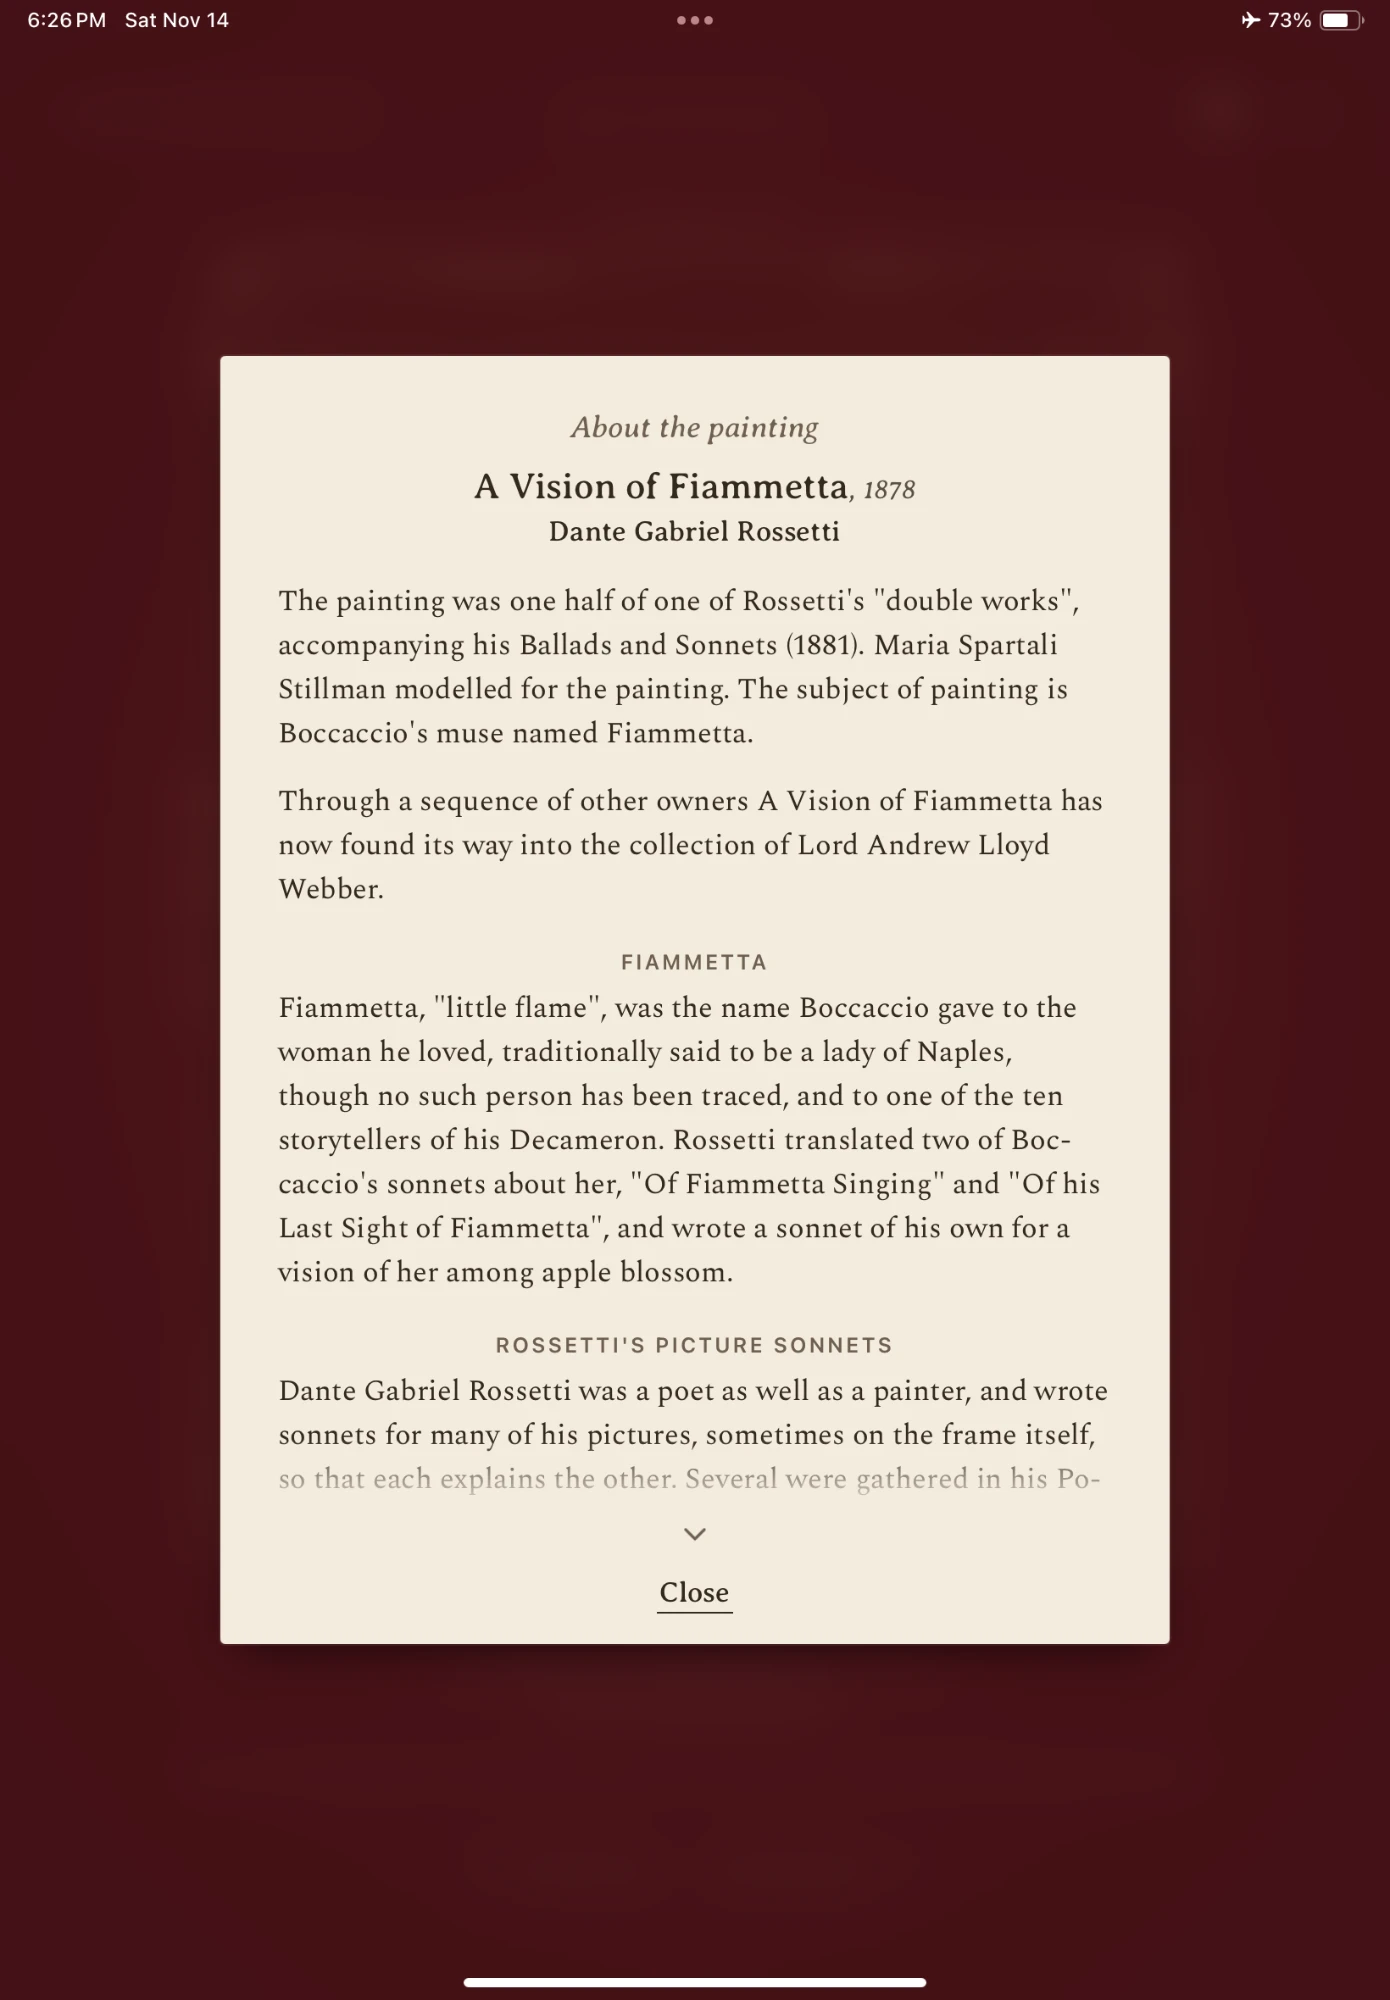 6:26 PM Sat Nov 14
73%
About the painting
A Vision of Fiammetta, 1878
Dante Gabriel Rossetti
The painting was one half of one of Rossetti's "double works",
accompanying his Ballads and Sonnets (1881). Maria Spartali
Stillman modelled for the painting. The subject of painting is
Boccaccio's muse named Fiammetta.
Through a sequence of other owners A Vision of Fiammetta has
now found its way into the collection of Lord Andrew Lloyd
Webber.
FIAMMETTA
Fiammetta, "little flame", was the name Boccaccio gave to the
woman he loved, traditionally said to be a lady of Naples,
though no such person has been traced, and to one of the ten
storytellers of his Decameron. Rossetti translated two of Boc-
caccio's sonnets about her, "Of Fiammetta Singing" and "Of his
Last Sight of Fiammetta", and wrote a sonnet of his own for a
vision of her among apple blossom.
ROSSETTI'S PICTURE SONNETS
Dante Gabriel Rossetti was a poet as well as a painter, and wrote
sonnets for many of his pictures, sometimes on the frame itself,
so that each explains the other. Several were gathered in his Po-
Close